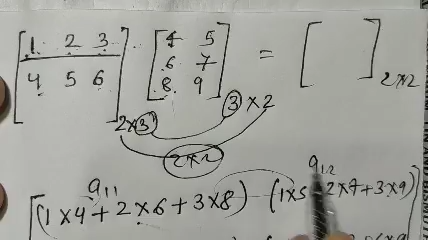 [1 2 3] [4 5] = [ ] 2×2
[4 5 6] [6 7]
[8 9]
2×3 3×2
2×2
a11 a12
[(1×4+2×6+3×8) (1×5+2×7+3×9)]